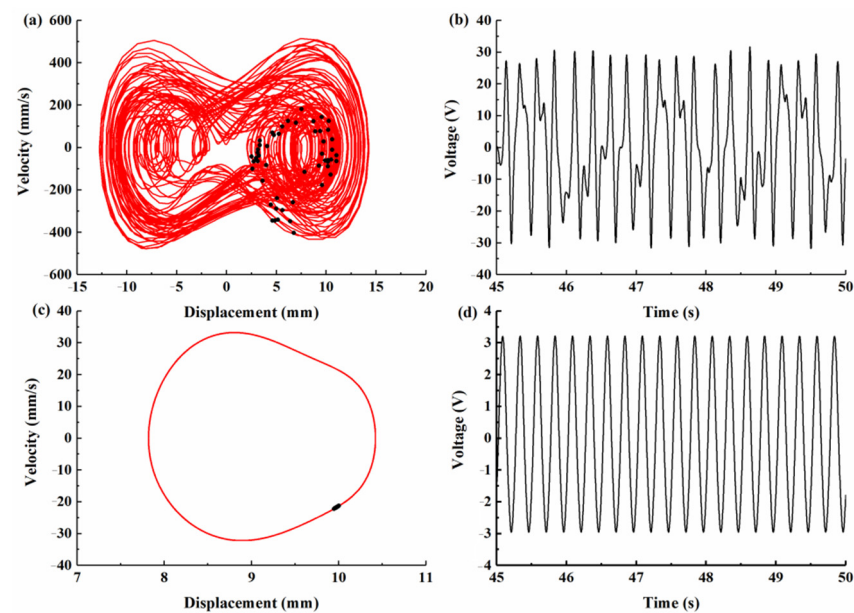 (a)
600
400
200
0
-200
-400
-600
Velocity (mm/s)
-15 -10 -5 0 5 10 15 20
Displacement (mm)
(b)
40
30
20
10
0
-10
-20
-30
-40
Voltage (V)
45 46 47 48 49 50
Time (s)
(c)
40
30
20
10
0
-10
-20
-30
-40
Velocity (mm/s)
7 8 9 10 11
Displacement (mm)
(d)
4
3
2
1
0
-1
-2
-3
-4
Voltage (V)
45 46 47 48 49 50
Time (s)